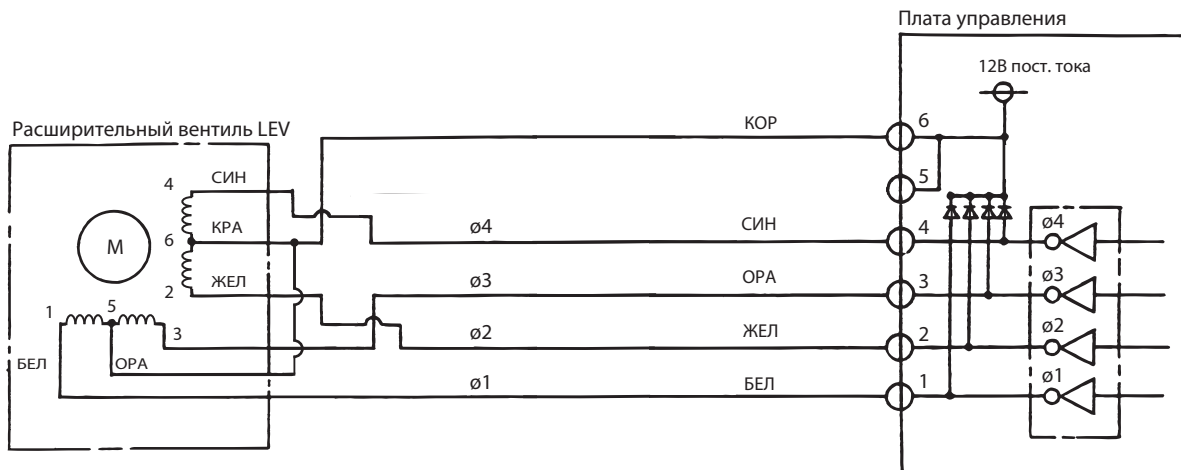 Плата управления
12В пост. тока
Расширительный вентиль LEV
КОР
6
5
4
СИН
КРА
6
M
ЖЕЛ
2
ø4
СИН
4
ø4
ø3
ОРА
3
ø3
1
5
3
ø2
ЖЕЛ
2
ø2
БЕЛ
ОРА
ø1
БЕЛ
1
ø1